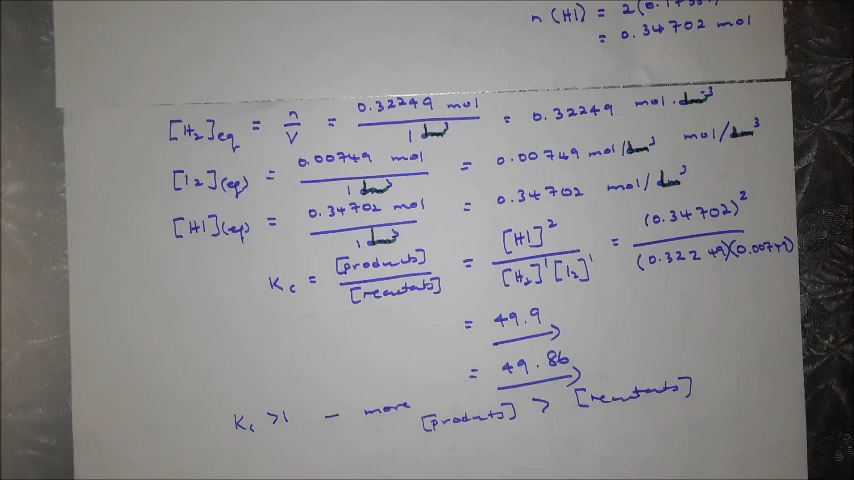 n (HI) = 2(0.1735
= 0.34702 mol
[H2]eq = n/V = 0.32249 mol / 1 dm³ = 0.32249 mol. dm⁻³
[I2](eq) = 0.00749 mol / 1 dm³ = 0.00749 mol/dm³ mol/dm³
[HI](eq) = 0.34702 mol / 1 dm³ = 0.34702 mol/dm³
Kc = [products] / [reactants] = [HI]² / [H2]¹ [I2]¹ = (0.34702)² / (0.32249)(0.00749)
= 49.9
= 49.86
Kc >1 – more [products] > [reactants]